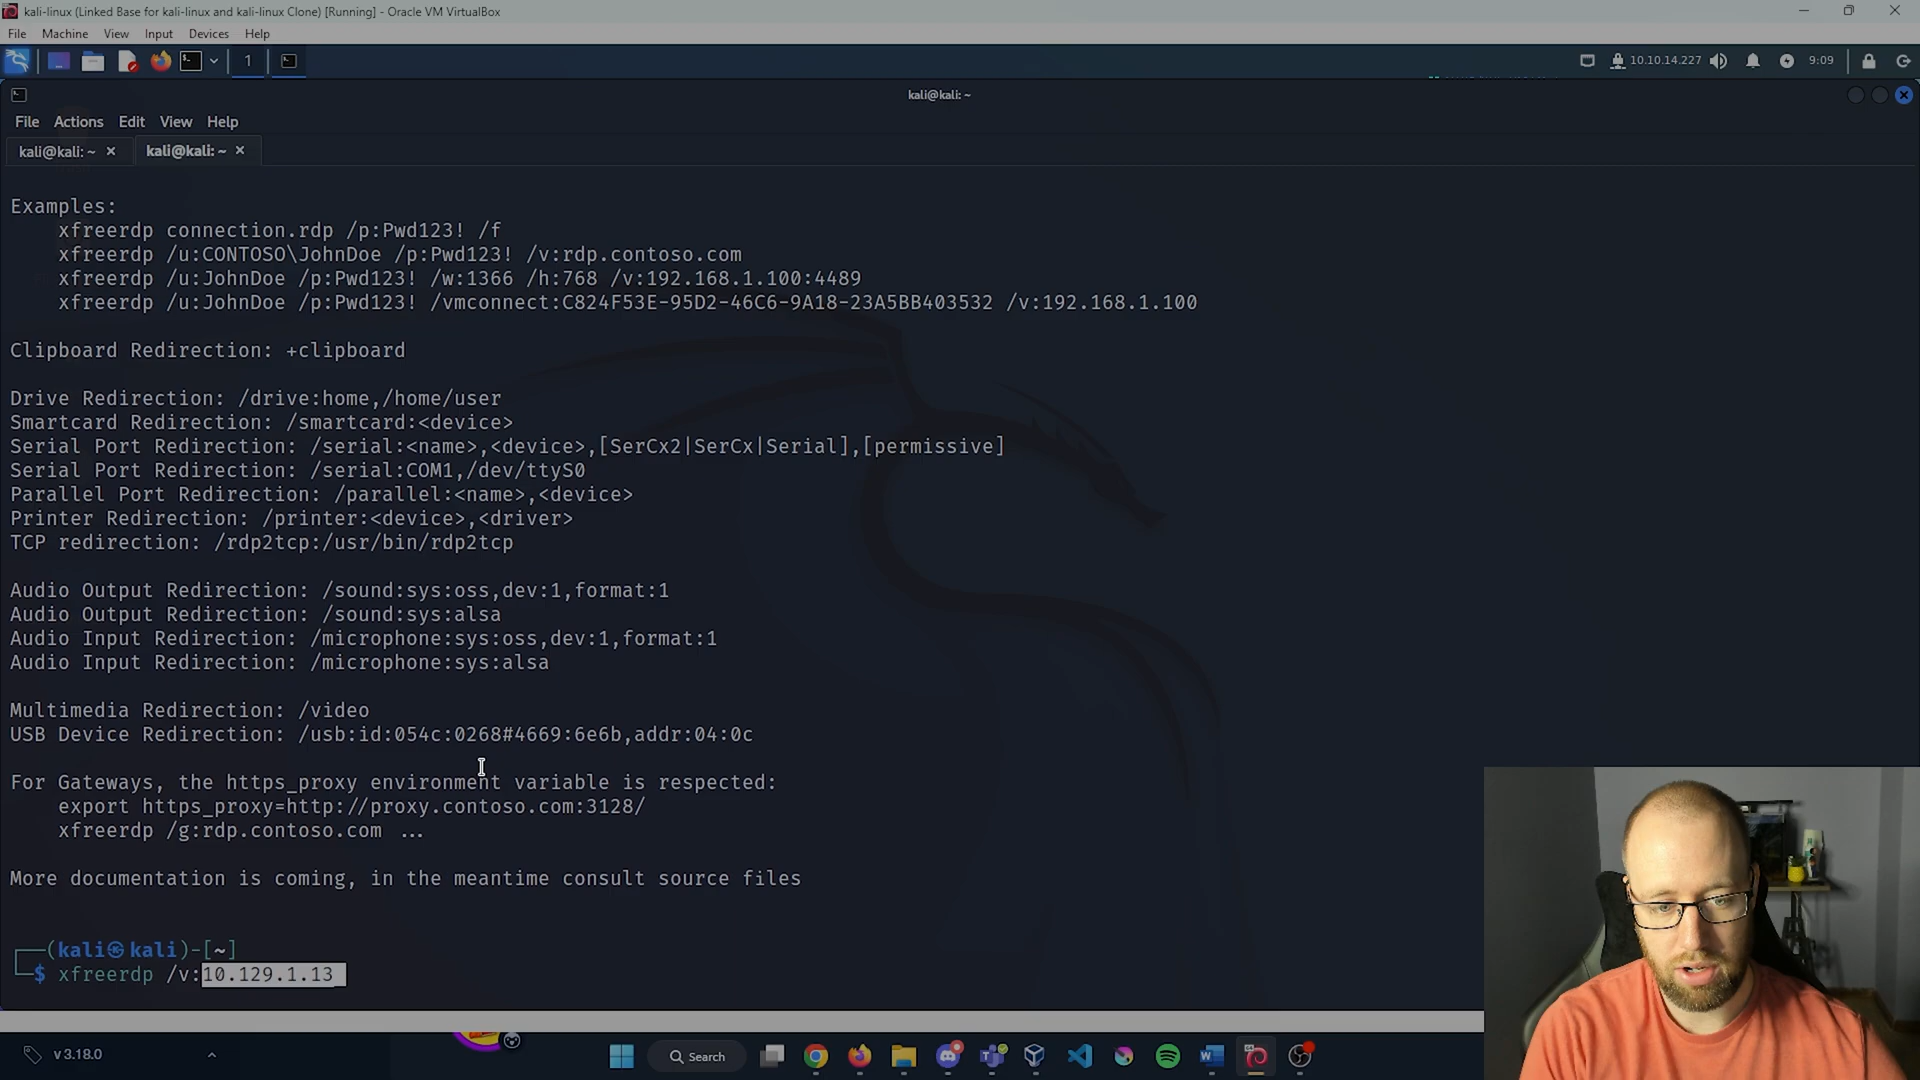 kali-linux (Linked Base for kali-linux and kali-linux Clone) [Running] - Oracle VM VirtualBox
File Machine View Input Devices Help
1
10.10.14.227
9:09
kali@kali: ~
File Actions Edit View Help
kali@kali: ~ ×
kali@kali: ~ ×
Examples:
xfreerdp connection.rdp /p:Pwd123! /f
xfreerdp /u:CONTOSO\JohnDoe /p:Pwd123! /v:rdp.contoso.com
xfreerdp /u:JohnDoe /p:Pwd123! /w:1366 /h:768 /v:192.168.1.100:4489
xfreerdp /u:JohnDoe /p:Pwd123! /vmconnect:C824F53E-95D2-46C6-9A18-23A5BB403532 /v:192.168.1.100
Clipboard Redirection: +clipboard
Drive Redirection: /drive:home,/home/user
Smartcard Redirection: /smartcard:<device>
Serial Port Redirection: /serial:<name>,<device>,[SerCx2|SerCx|Serial],[permissive]
Serial Port Redirection: /serial:COM1,/dev/ttyS0
Parallel Port Redirection: /parallel:<name>,<device>
Printer Redirection: /printer:<device>,<driver>
TCP redirection: /rdp2tcp:/usr/bin/rdp2tcp
Audio Output Redirection: /sound:sys:oss,dev:1,format:1
Audio Output Redirection: /sound:sys:alsa
Audio Input Redirection: /microphone:sys:oss,dev:1,format:1
Audio Input Redirection: /microphone:sys:alsa
Multimedia Redirection: /video
USB Device Redirection: /usb:id:054c:0268#4669:6e6b,addr:04:0c
For Gateways, the https_proxy environment variable is respected:
export https_proxy=http://proxy.contoso.com:3128/
xfreerdp /g:rdp.contoso.com ...
More documentation is coming, in the meantime consult source files
(kali㉿kali)-[~]
$ xfreerdp /v:10.129.1.13
v 3.18.0
Search